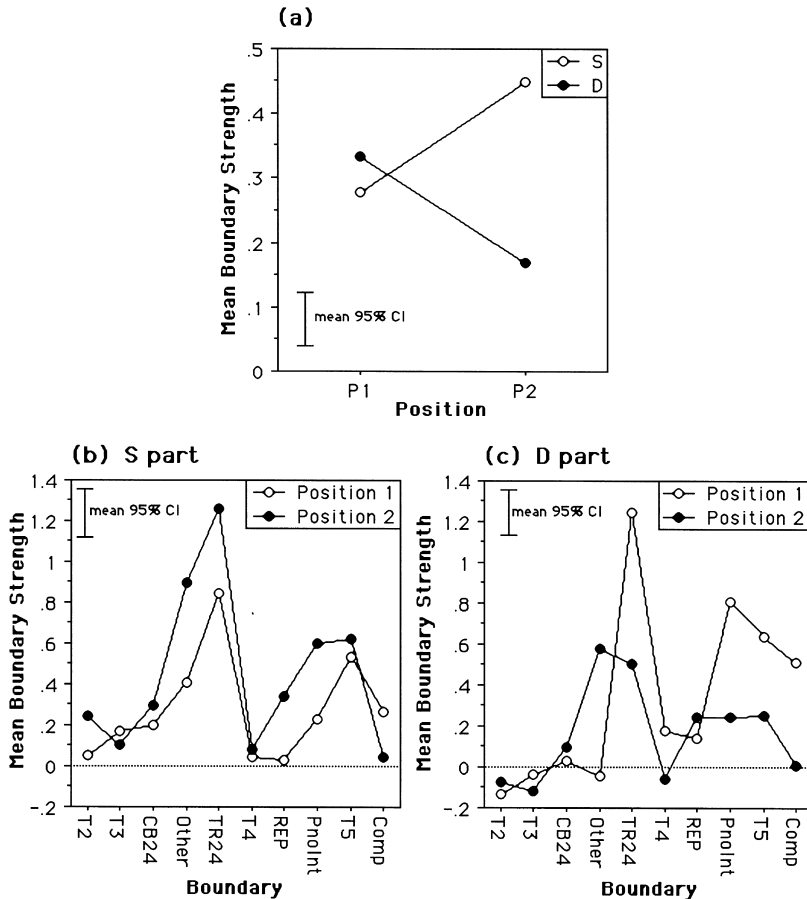 (a)
Mean Boundary Strength
.5
.4
.3
.2
.1
0
S
D
mean 95% CI
P1
P2
Position
(b) S part
Mean Boundary Strength
1.4
1.2
1
.8
.6
.4
.2
0
-.2
mean 95% CI
Position 1
Position 2
T2
T3
CB24
Other
TR24
T4
REP
PnoInt
T5
Comp
Boundary
(c) D part
Mean Boundary Strength
1.4
1.2
1
.8
.6
.4
.2
0
-.2
mean 95% CI
Position 1
Position 2
T2
T3
CB24
Other
TR24
T4
REP
PnoInt
T5
Comp
Boundary